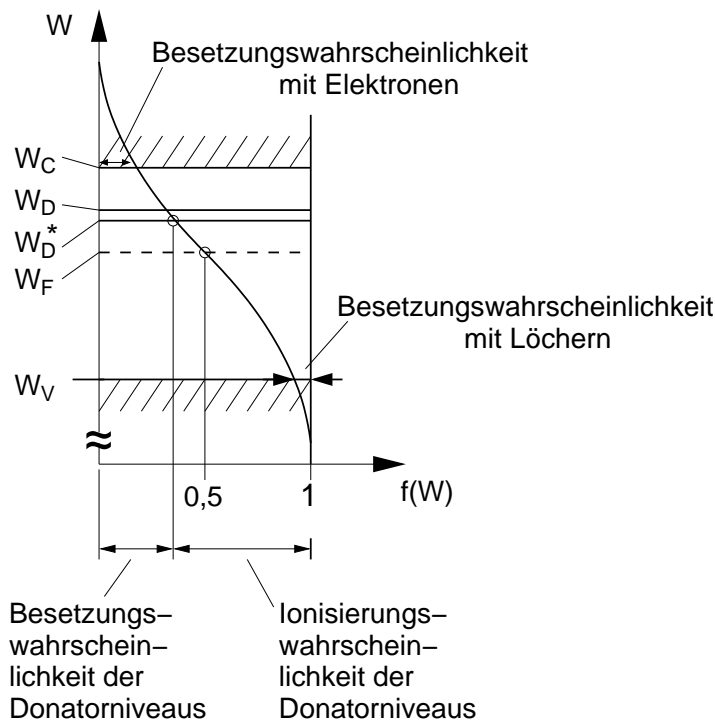 W
Besetzungswahrscheinlichkeit
mit Elektronen
W_C
W_D
W_D*
W_F
Besetzungswahrscheinlichkeit
mit Löchern
W_V
≈
0,5
1
f(W)
Besetzungs–
wahrschein–
lichkeit der
Donatorniveaus
Ionisierungs–
wahrschein–
lichkeit der
Donatorniveaus